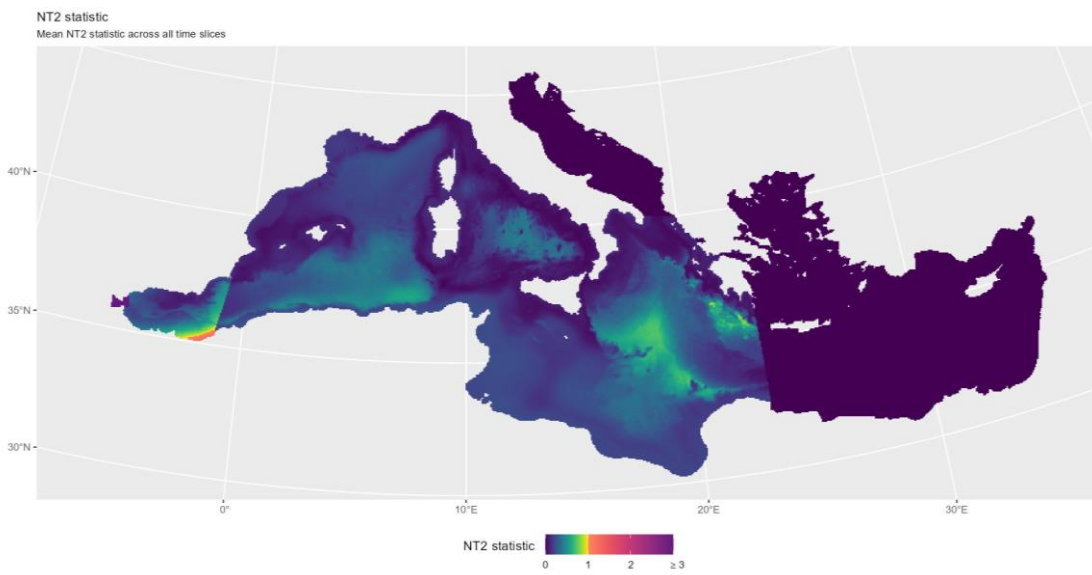 NT2 statistic
Mean NT2 statistic across all time slices
40°N
35°N
30°N
0°
10°E
20°E
30°E
NT2 statistic
0
1
2
≥ 3